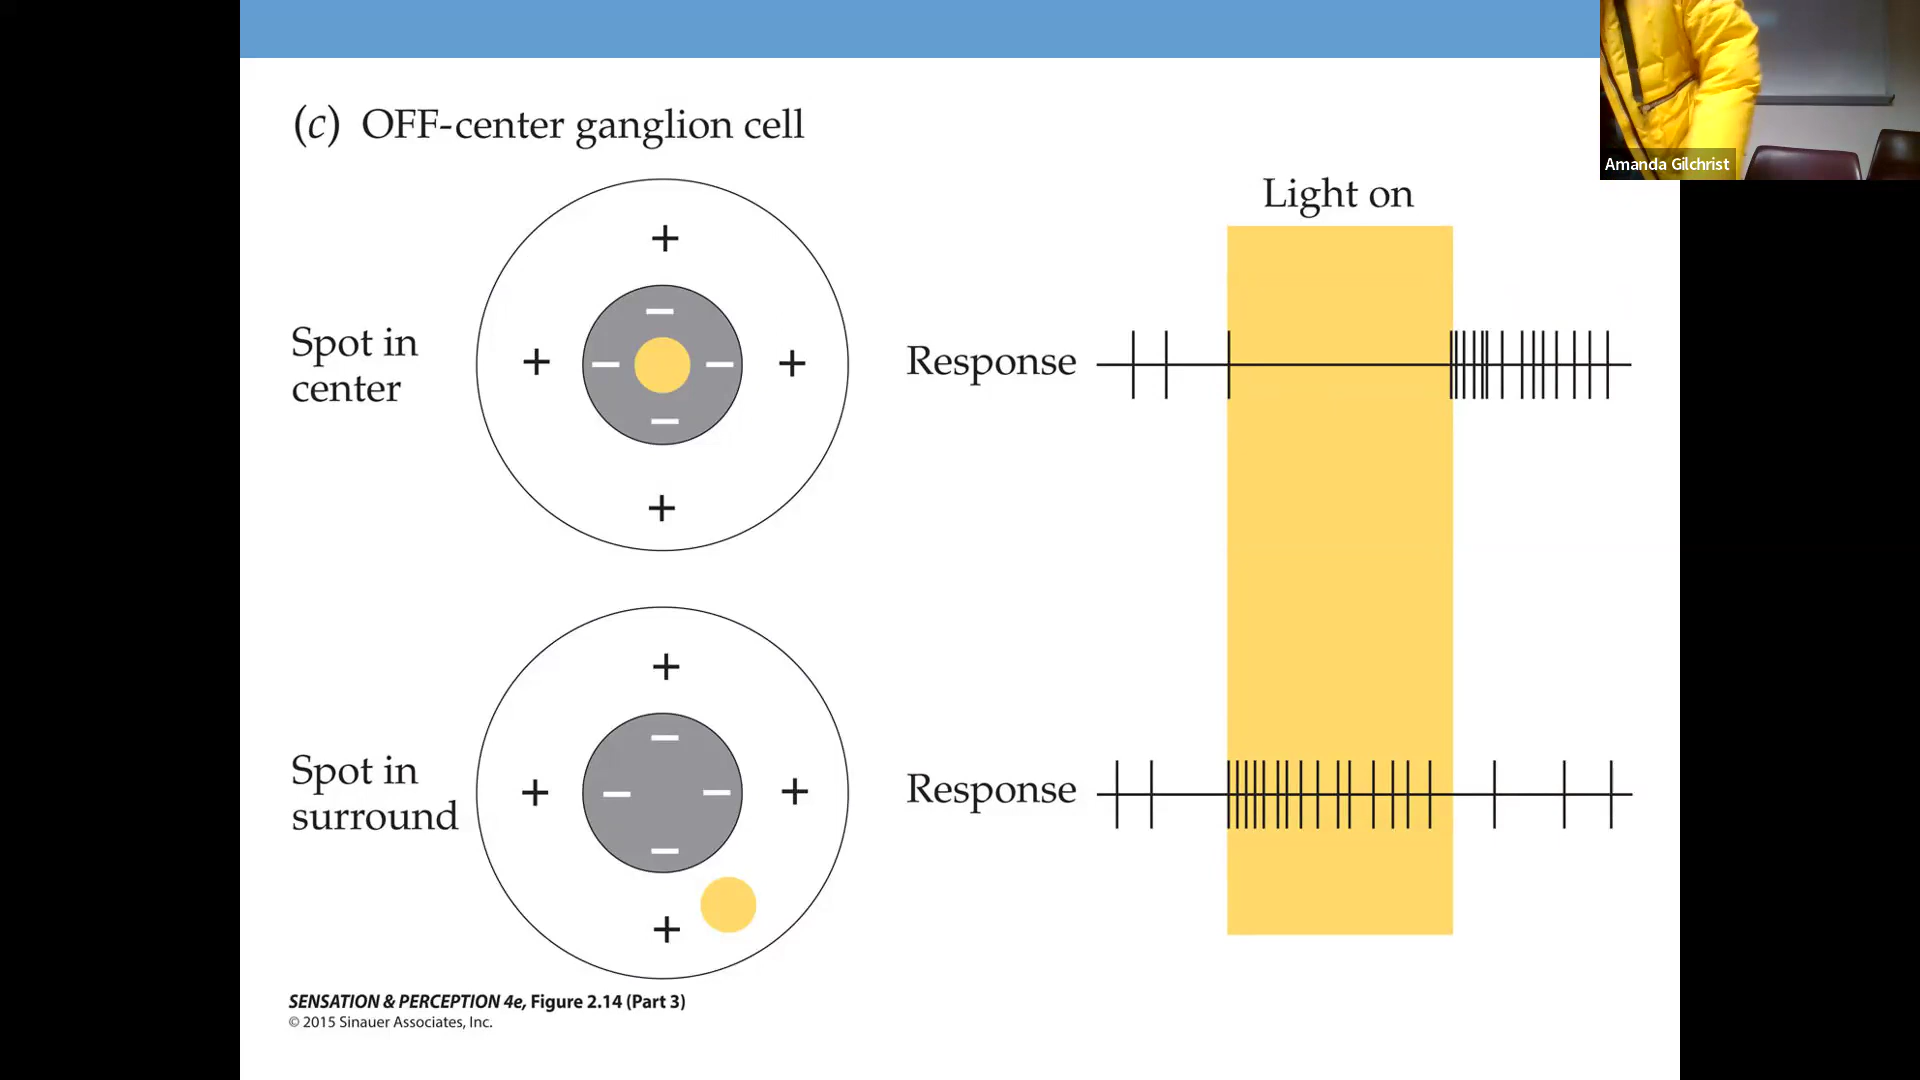 (c) OFF-center ganglion cell
Amanda Gilchrist
Light on
+
−
Spot in
center
+ − − +
Response
−
+
+
−
Spot in
surround
+ − − +
Response
−
+
SENSATION & PERCEPTION 4e, Figure 2.14 (Part 3)
© 2015 Sinauer Associates, Inc.